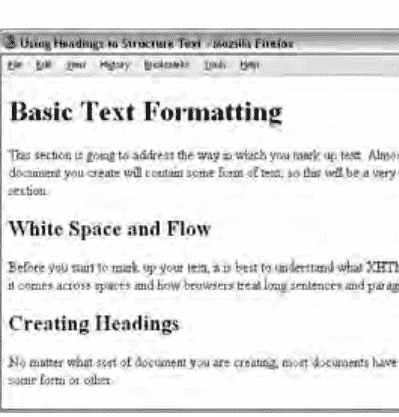 Using Headings to Structure Text - Mozilla Firefox
File Edit View History Bookmarks Tools Help
Basic Text Formatting
This section is going to address the way in which you mark up text. Almos
document you create will contain some form of text, so this will be a very
section.
White Space and Flow
Before you start to mark up your text, it is best to understand what XHTM
it comes across spaces and how browsers treat long sentences and parag
Creating Headings
No matter what sort of document you are creating, most documents have
some form or other.